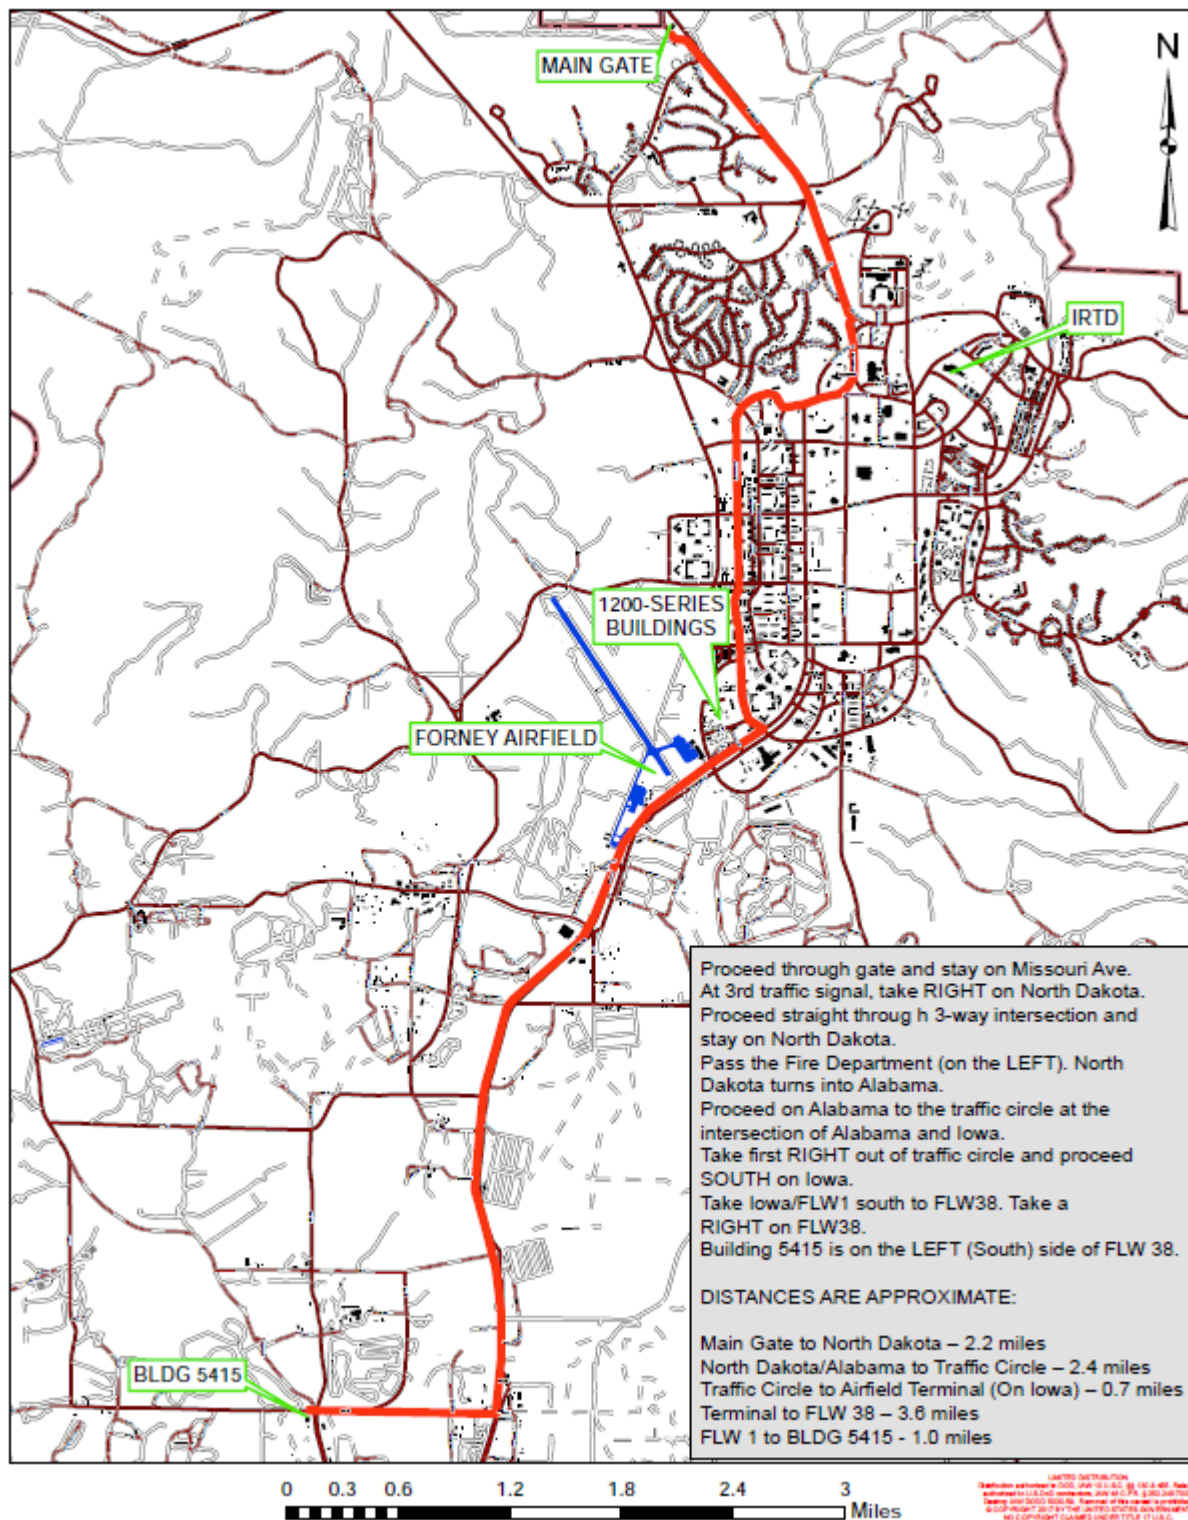 MAIN GATE
N
IRTD
1200-SERIES
BUILDINGS
FORNEY AIRFIELD
BLDG 5415
Proceed through gate and stay on Missouri Ave.
At 3rd traffic signal, take RIGHT on North Dakota.
Proceed straight throug h 3-way intersection and
stay on North Dakota.
Pass the Fire Department (on the LEFT). North
Dakota turns into Alabama.
Proceed on Alabama to the traffic circle at the
intersection of Alabama and Iowa.
Take first RIGHT out of traffic circle and proceed
SOUTH on Iowa.
Take Iowa/FLW1 south to FLW38. Take a
RIGHT on FLW38.
Building 5415 is on the LEFT (South) side of FLW 38.
DISTANCES ARE APPROXIMATE:
Main Gate to North Dakota – 2.2 miles
North Dakota/Alabama to Traffic Circle – 2.4 miles
Traffic Circle to Airfield Terminal (On Iowa) – 0.7 miles
Terminal to FLW 38 – 3.6 miles
FLW 1 to BLDG 5415 - 1.0 miles
0 0.3 0.6 1.2 1.8 2.4 3
Miles
LIMITED DISTRIBUTION